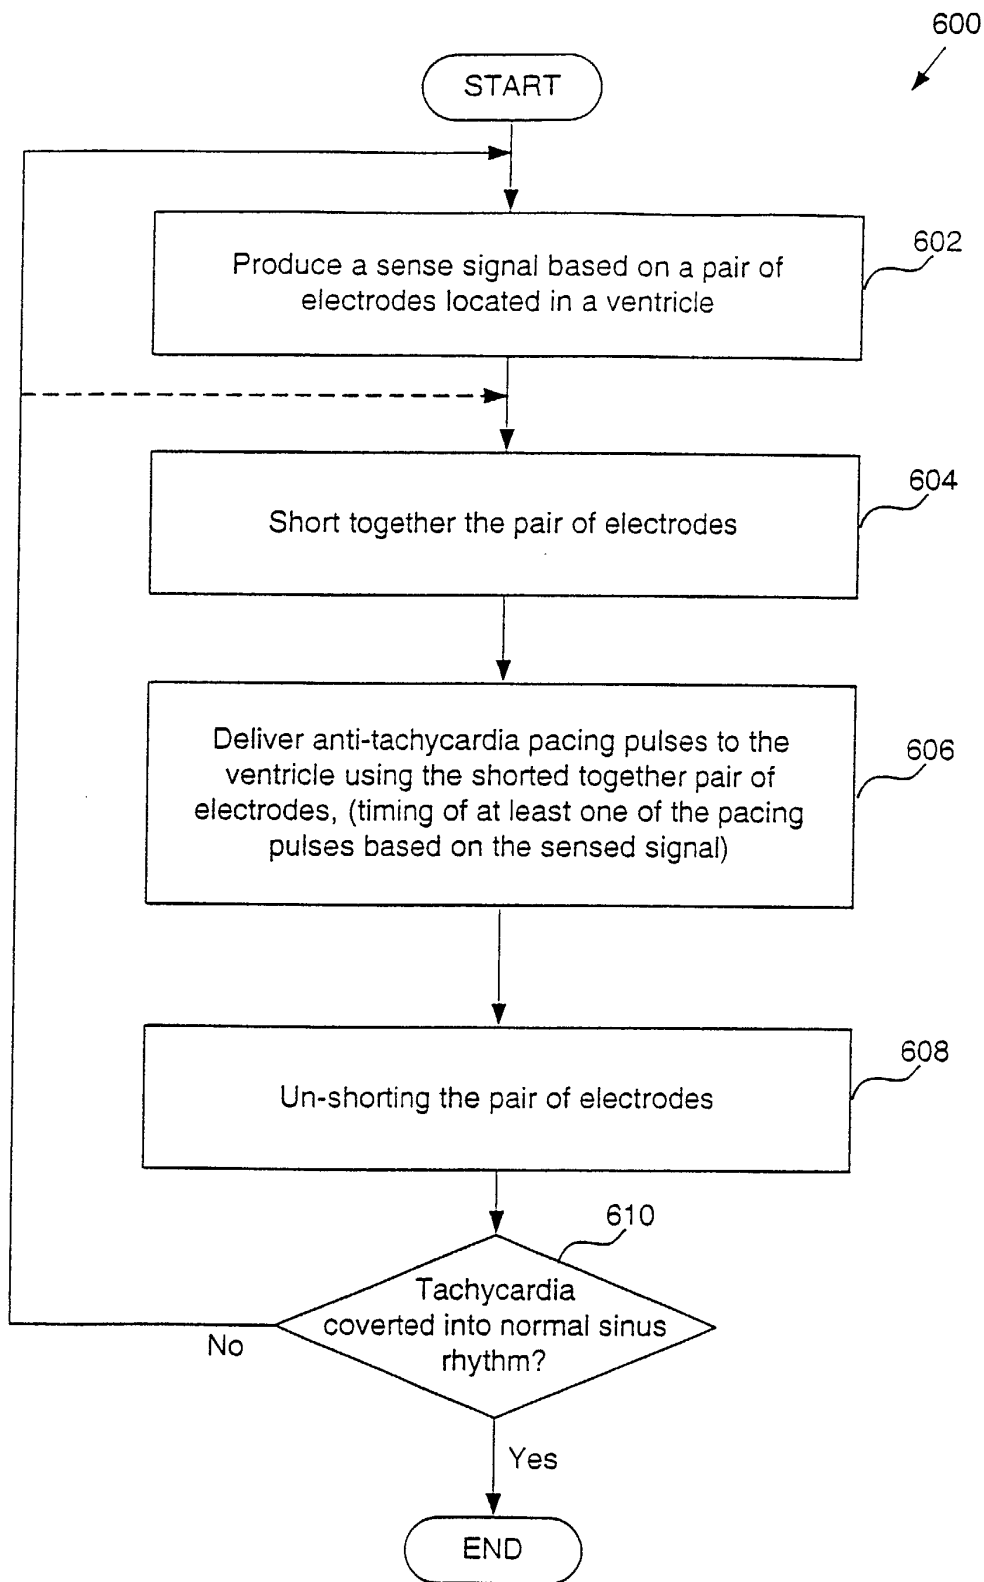 600
START
602
Produce a sense signal based on a pair of
electrodes located in a ventricle
604
Short together the pair of electrodes
606
Deliver anti-tachycardia pacing pulses to the
ventricle using the shorted together pair of
electrodes, (timing of at least one of the pacing
pulses based on the sensed signal)
608
Un-shorting the pair of electrodes
610
Tachycardia
coverted into normal sinus
rhythm?
No
Yes
END